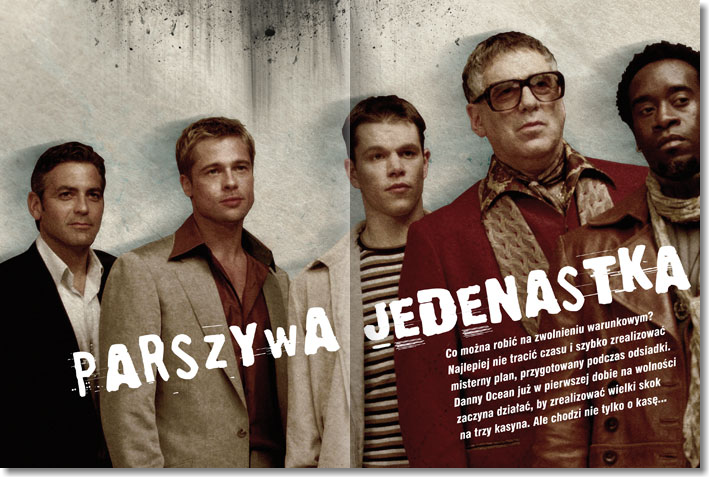 PARSZYWA JEDENASTKA
Co można robić na zwolnieniu warunkowym?
Najlepiej nie tracić czasu i szybko zrealizować
misterny plan, przygotowany podczas odsiadki.
Danny Ocean już w pierwszej dobie na wolności
zaczyna działać, by zrealizować wielki skok
na trzy kasyna. Ale chodzi nie tylko o kasę...